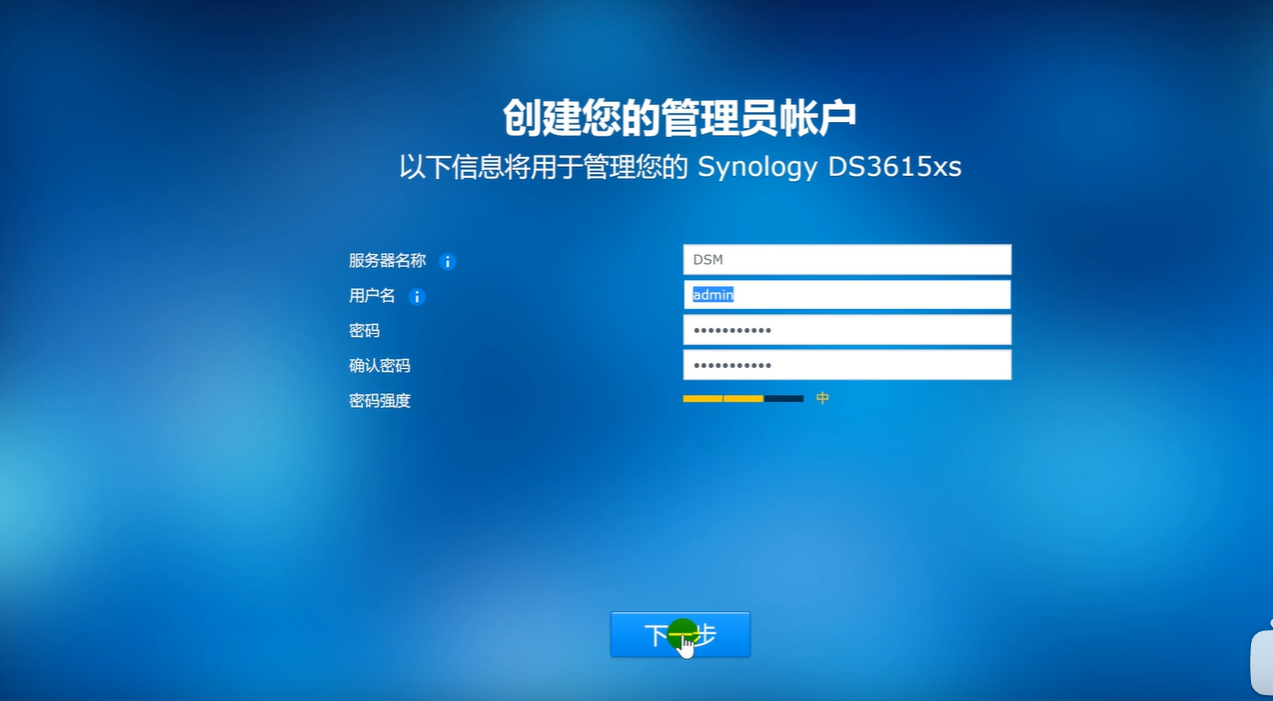 创建您的管理员帐户
以下信息将用于管理您的 Synology DS3615xs
服务器名称 DSM
用户名 admin
密码 •••••••••••
确认密码 •••••••••••
密码强度 中
下一步